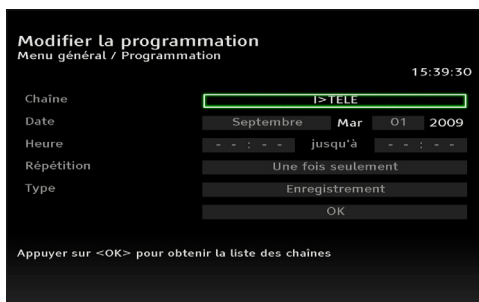 Modifier la programmation
Menu général / Programmation
15:39:30
Chaîne I>TELE
Date Septembre Mar 01 2009
Heure - - : - - jusqu'à - - : - -
Répétition Une fois seulement
Type Enregistrement
OK
Appuyer sur <OK> pour obtenir la liste des chaînes